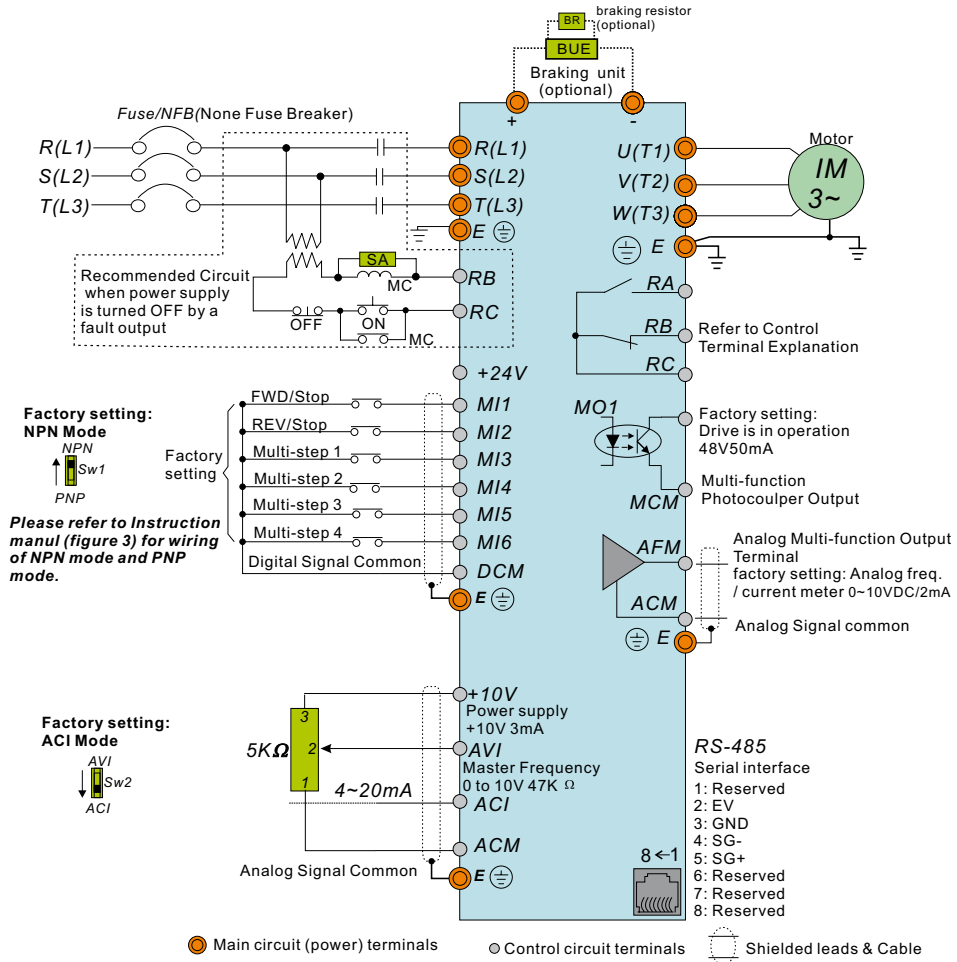 braking resistor
(optional)
BR
BUE
Braking unit
(optional)
+
-
Fuse/NFB(None Fuse Breaker)
R(L1)
S(L2)
T(L3)
R(L1)
S(L2)
T(L3)
E
U(T1)
V(T2)
W(T3)
E
Motor
IM
3~
Recommended Circuit
when power supply
is turned OFF by a
fault output
SA
MC
OFF
ON
MC
RB
RC
RA
RB
RC
Refer to Control
Terminal Explanation
+24V
FWD/Stop
REV/Stop
Multi-step 1
Multi-step 2
Multi-step 3
Multi-step 4
Digital Signal Common
MI1
MI2
MI3
MI4
MI5
MI6
DCM
E
Factory
setting
Factory setting:
NPN Mode
NPN
Sw1
PNP
Please refer to Instruction
manul (figure 3) for wiring
of NPN mode and PNP
mode.
MO1
MCM
Factory setting:
Drive is in operation
48V50mA
Multi-function
Photocoulper Output
AFM
ACM
E
Analog Multi-function Output
Terminal
factory setting: Analog freq.
/ current meter 0~10VDC/2mA
Analog Signal common
Factory setting:
ACI Mode
AVI
Sw2
ACI
5KΩ
3
2
1
4~20mA
Analog Signal Common
+10V
Power supply
+10V 3mA
AVI
Master Frequency
0 to 10V 47K Ω
ACI
ACM
E
8←1
RS-485
Serial interface
1: Reserved
2: EV
3: GND
4: SG-
5: SG+
6: Reserved
7: Reserved
8: Reserved
Main circuit (power) terminals
Control circuit terminals
Shielded leads & Cable